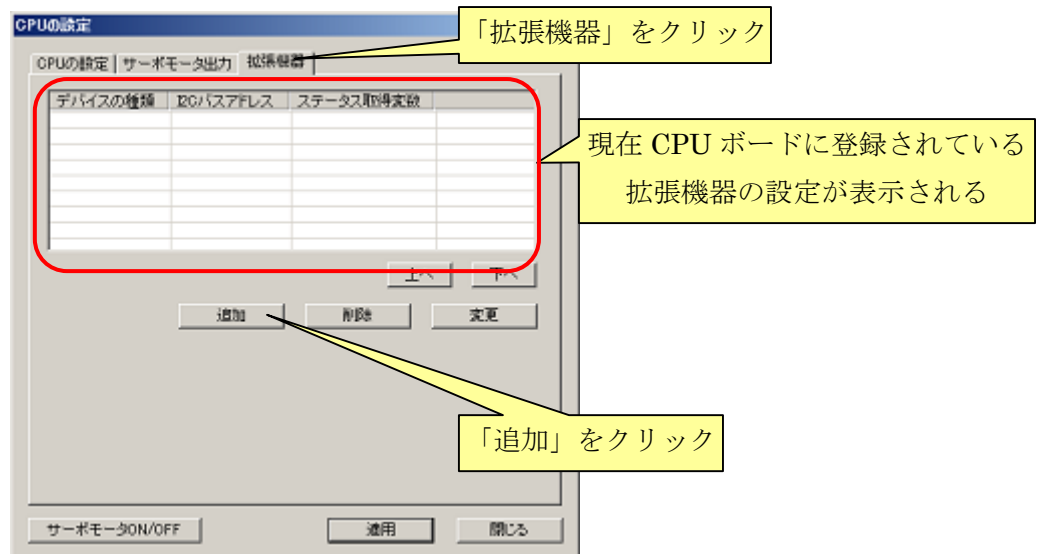 CPUの設定
「拡張機器」をクリック
CPUの設定 サーボモータ出力 拡張機器
デバイスの種類 I2Cバスアドレス ステータス取得変数
現在 CPU ボードに登録されている
拡張機器の設定が表示される
上へ 下へ
追加 削除 変更
「追加」をクリック
サーボモータON/OFF 適用 閉じる